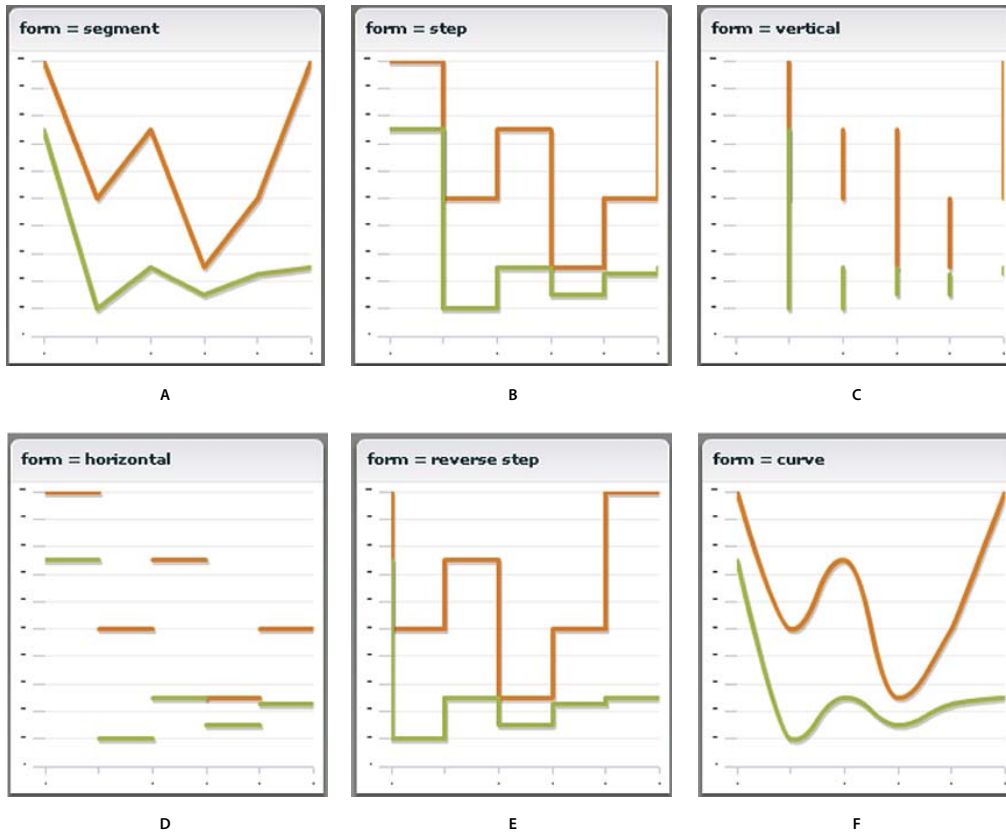 form = segment
form = step
form = vertical
A
B
C
form = horizontal
form = reverse step
form = curve
D
E
F